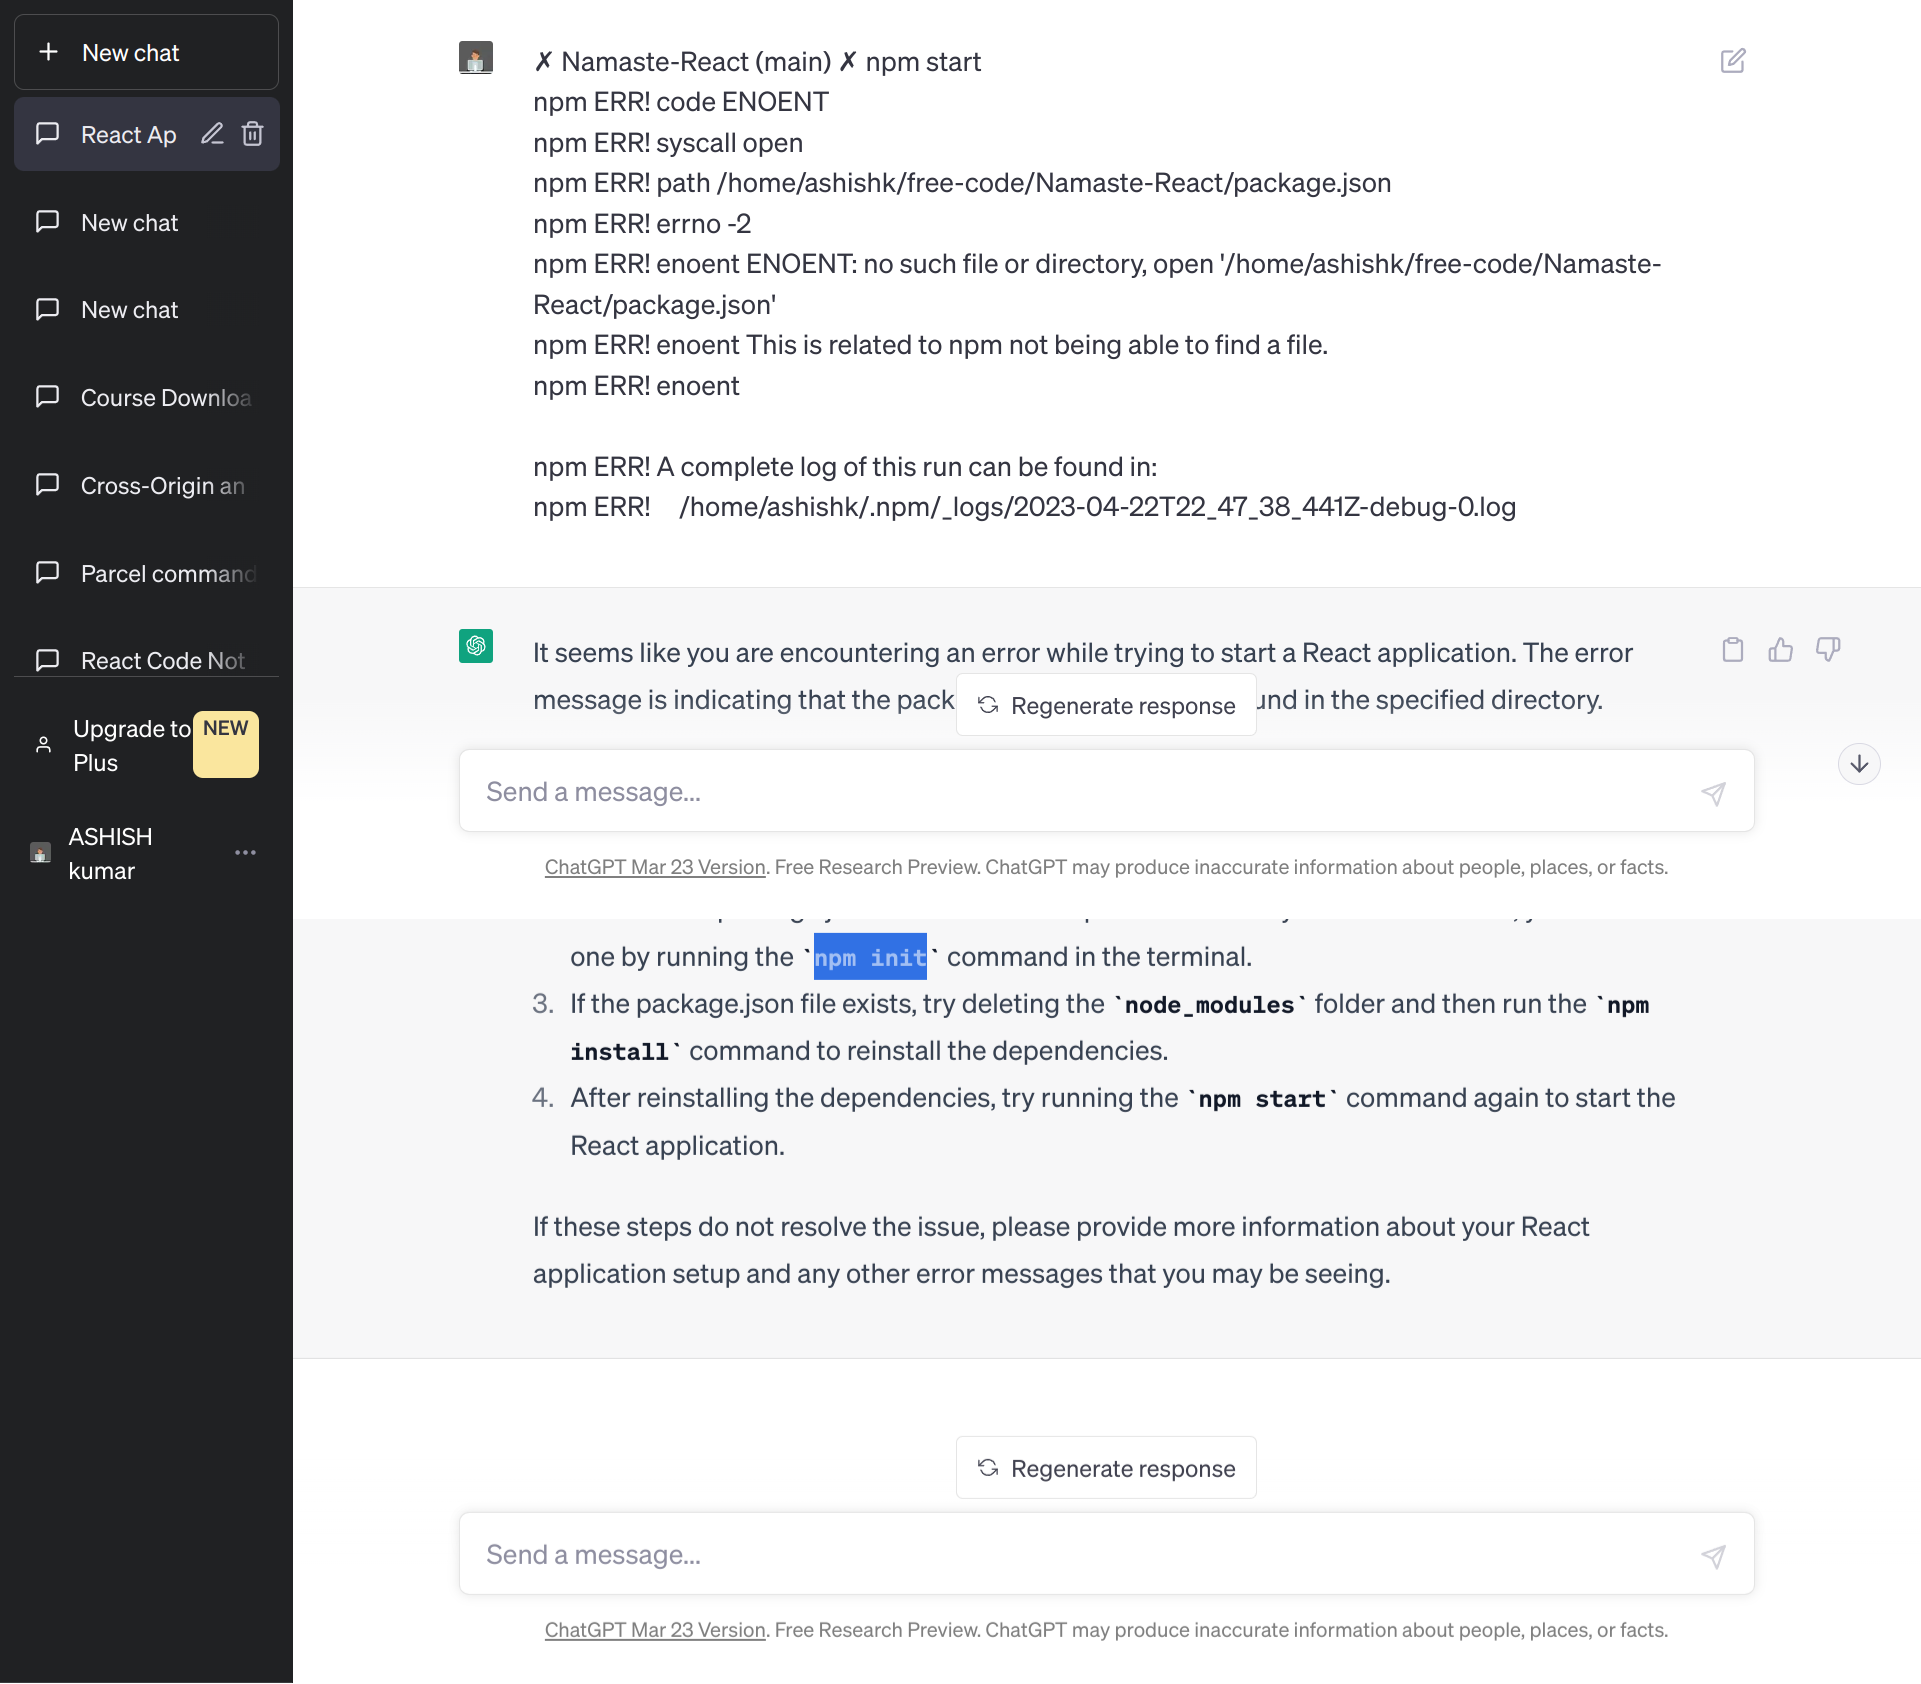 New chat
React Ap
New chat
New chat
Course Downloa
Cross-Origin an
Parcel command
React Code Not
Upgrade to
Plus
NEW
ASHISH
kumar
✗ Namaste-React (main) ✗ npm start
npm ERR! code ENOENT
npm ERR! syscall open
npm ERR! path /home/ashishk/free-code/Namaste-React/package.json
npm ERR! errno -2
npm ERR! enoent ENOENT: no such file or directory, open '/home/ashishk/free-code/Namaste-
React/package.json'
npm ERR! enoent This is related to npm not being able to find a file.
npm ERR! enoent
npm ERR! A complete log of this run can be found in:
npm ERR! /home/ashishk/.npm/_logs/2023-04-22T22_47_38_441Z-debug-0.log
It seems like you are encountering an error while trying to start a React application. The error
message is indicating that the pack und in the specified directory.
Regenerate response
Send a message...
ChatGPT Mar 23 Version. Free Research Preview. ChatGPT may produce inaccurate information about people, places, or facts.
one by running the `npm init` command in the terminal.
3. If the package.json file exists, try deleting the `node_modules` folder and then run the `npm
install` command to reinstall the dependencies.
4. After reinstalling the dependencies, try running the `npm start` command again to start the
React application.
If these steps do not resolve the issue, please provide more information about your React
application setup and any other error messages that you may be seeing.
Regenerate response
Send a message...
ChatGPT Mar 23 Version. Free Research Preview. ChatGPT may produce inaccurate information about people, places, or facts.